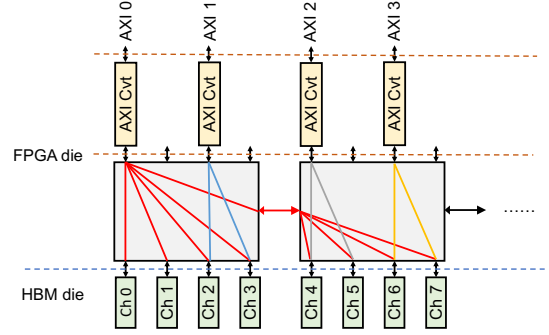 AXI 0
AXI 1
AXI 2
AXI 3
AXI Cvt
AXI Cvt
AXI Cvt
AXI Cvt
FPGA die
......
HBM die
Ch 0
Ch 1
Ch 2
Ch 3
Ch 4
Ch 5
Ch 6
Ch 7